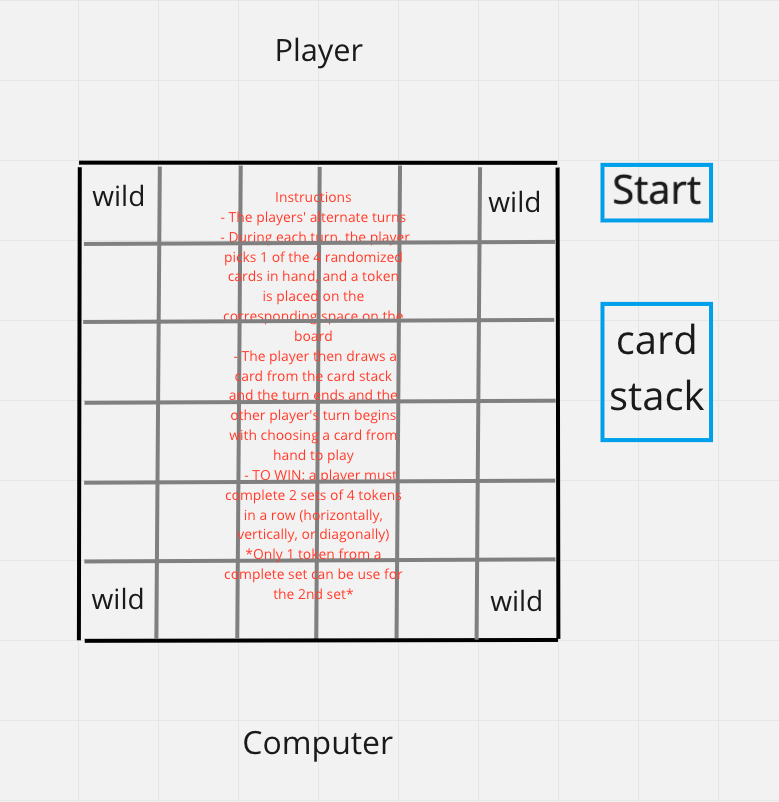 Player
wild
wild
Start
Instructions
- The players' alternate turns
- During each turn, the player
picks 1 of the 4 randomized
cards in hand, and a token
is placed on the
corresponding space on the
board
- The player then draws a
card from the card stack
and the turn ends and the
other player's turn begins
with choosing a card from
hand to play
- TO WIN: a player must
complete 2 sets of 4 tokens
in a row (horizontally,
vertically, or diagonally)
*Only 1 token from a
complete set can be use for
the 2nd set*
card
stack
wild
wild
Computer